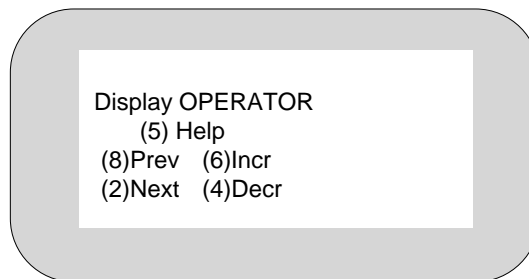 Display OPERATOR
(5) Help
(8)Prev (6)Incr
(2)Next (4)Decr